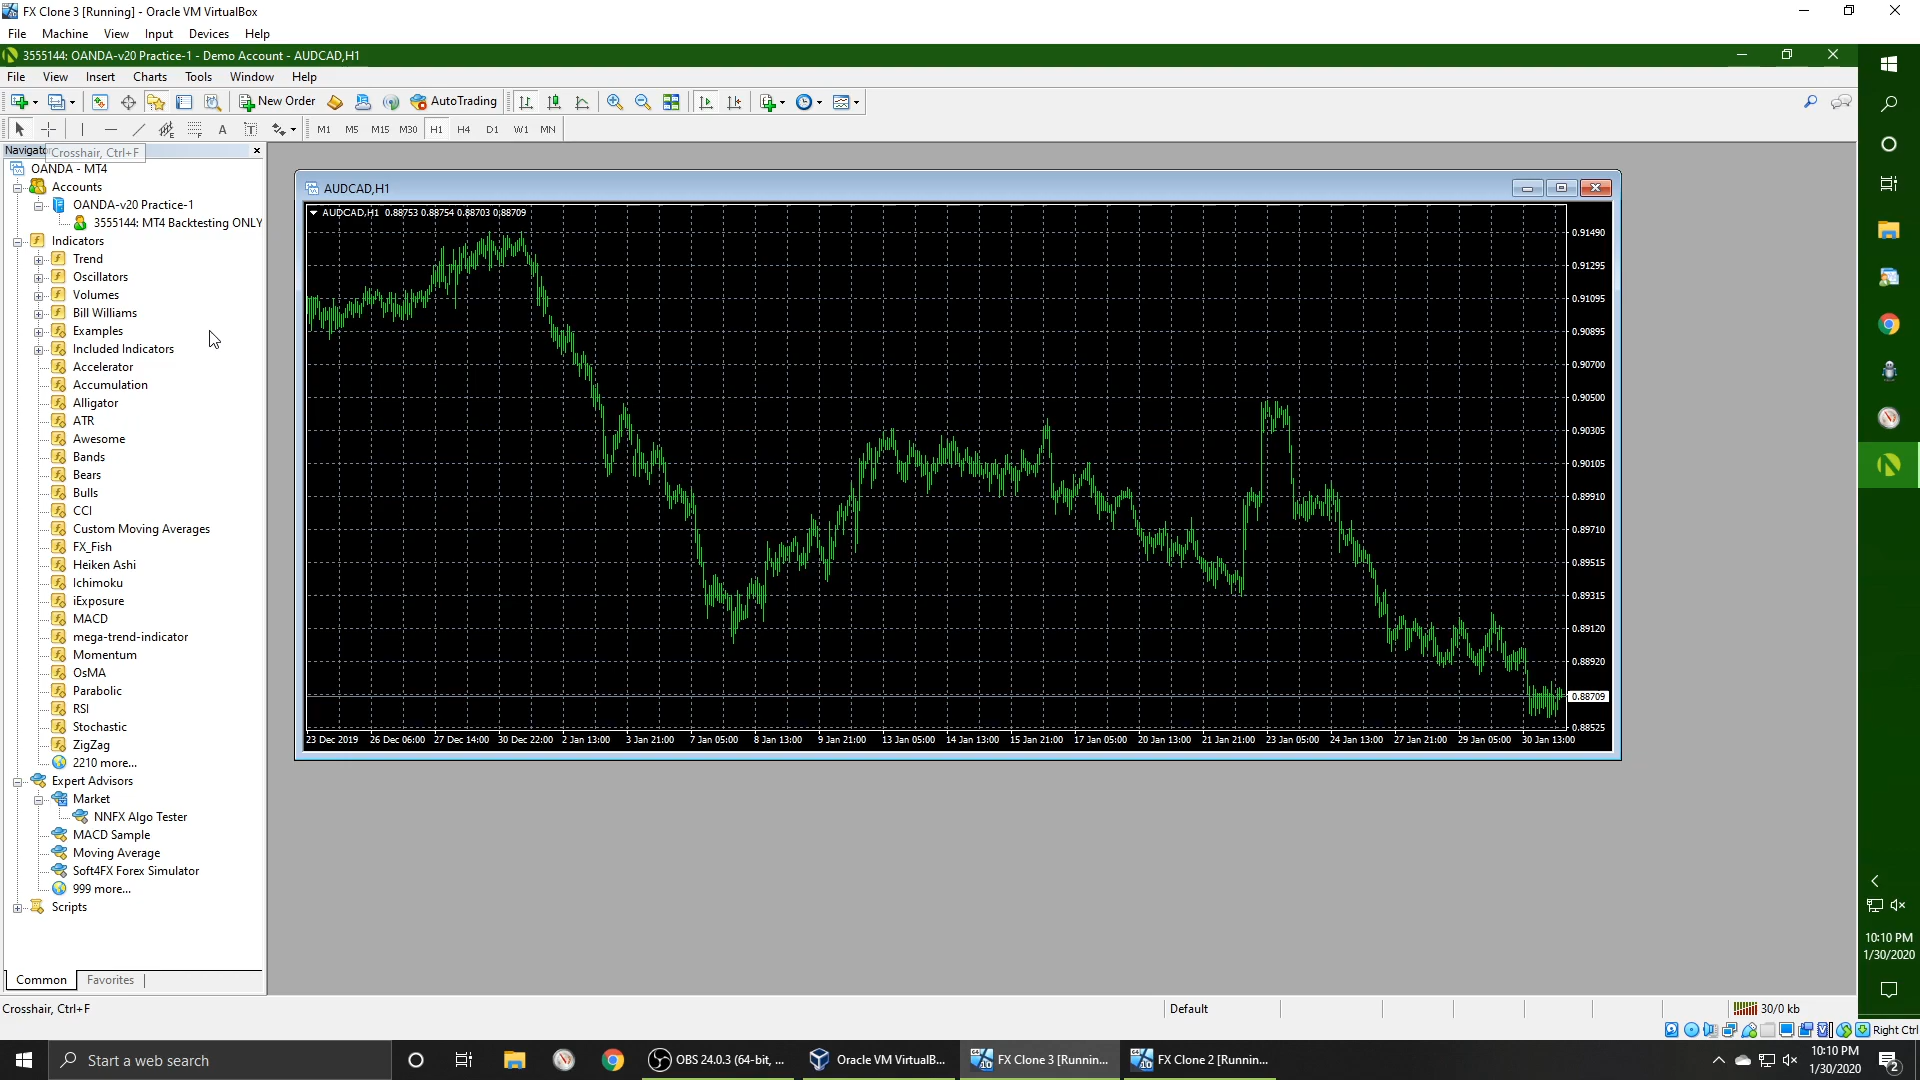 FX Clone 3 [Running] - Oracle VM VirtualBox
File Machine View Input Devices Help
3555144: OANDA-v20 Practice-1 - Demo Account - AUDCAD,H1
File View Insert Charts Tools Window Help
New Order AutoTrading
A T M1 M5 M15 M30 H1 H4 D1 W1 MN
Navigato
Crosshair, Ctrl+F
OANDA - MT4
Accounts
OANDA-v20 Practice-1
3555144: MT4 Backtesting ONLY
Indicators
Trend
Oscillators
Volumes
Bill Williams
Examples
Included Indicators
Accelerator
Accumulation
Alligator
ATR
Awesome
Bands
Bears
Bulls
CCI
Custom Moving Averages
FX_Fish
Heiken Ashi
Ichimoku
iExposure
MACD
mega-trend-indicator
Momentum
OsMA
Parabolic
RSI
Stochastic
ZigZag
2210 more...
Expert Advisors
Market
NNFX Algo Tester
MACD Sample
Moving Average
Soft4FX Forex Simulator
999 more...
Scripts
Common Favorites
AUDCAD,H1
AUDCAD,H1 0.88753 0.88754 0.88703 0.88709
0.91490
0.91295
0.91095
0.90895
0.90700
0.90500
0.90305
0.90105
0.89910
0.89710
0.89515
0.89315
0.89120
0.88920
0.88709
0.88525
23 Dec 2019 26 Dec 06:00 27 Dec 14:00 30 Dec 22:00 2 Jan 13:00 3 Jan 21:00 7 Jan 05:00 8 Jan 13:00 9 Jan 21:00 13 Jan 05:00 14 Jan 13:00 15 Jan 21:00 17 Jan 05:00 20 Jan 13:00 21 Jan 21:00 23 Jan 05:00 24 Jan 13:00 27 Jan 21:00 29 Jan 05:00 30 Jan 13:00
10:10 PM
1/30/2020
Crosshair, Ctrl+F Default 30/0 kb
Right Ctrl
Start a web search
OBS 24.0.3 (64-bit, ...
Oracle VM VirtualB...
FX Clone 3 [Runnin...
FX Clone 2 [Runnin...
10:10 PM
1/30/2020
2